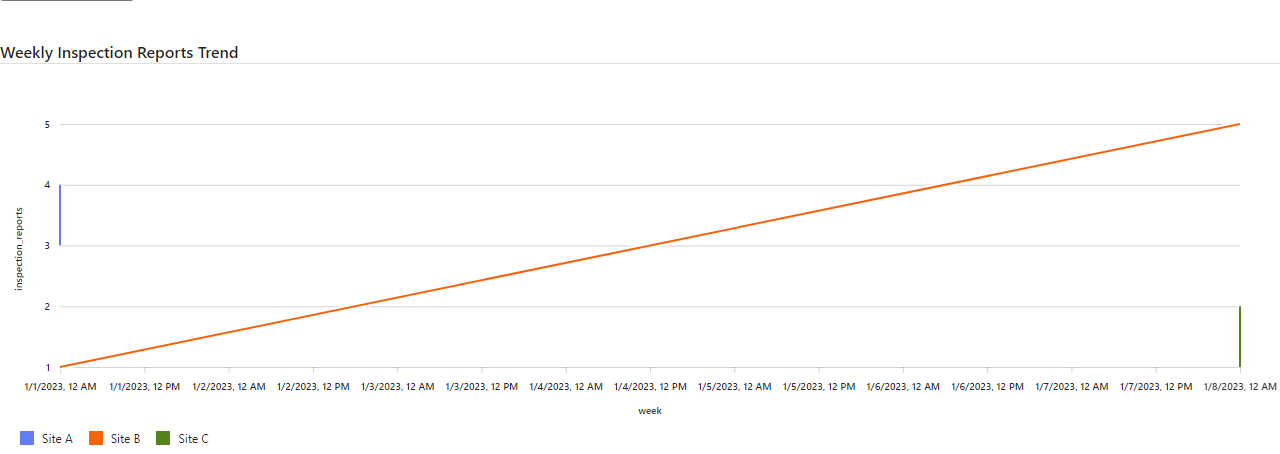 Weekly Inspection Reports Trend
5
4
3
2
1
inspection_reports
1/1/2023, 12 AM 1/1/2023, 12 PM 1/2/2023, 12 AM 1/2/2023, 12 PM 1/3/2023, 12 AM 1/3/2023, 12 PM 1/4/2023, 12 AM 1/4/2023, 12 PM 1/5/2023, 12 AM 1/5/2023, 12 PM 1/6/2023, 12 AM 1/6/2023, 12 PM 1/7/2023, 12 AM 1/7/2023, 12 PM 1/8/2023, 12 AM
week
Site A Site B Site C